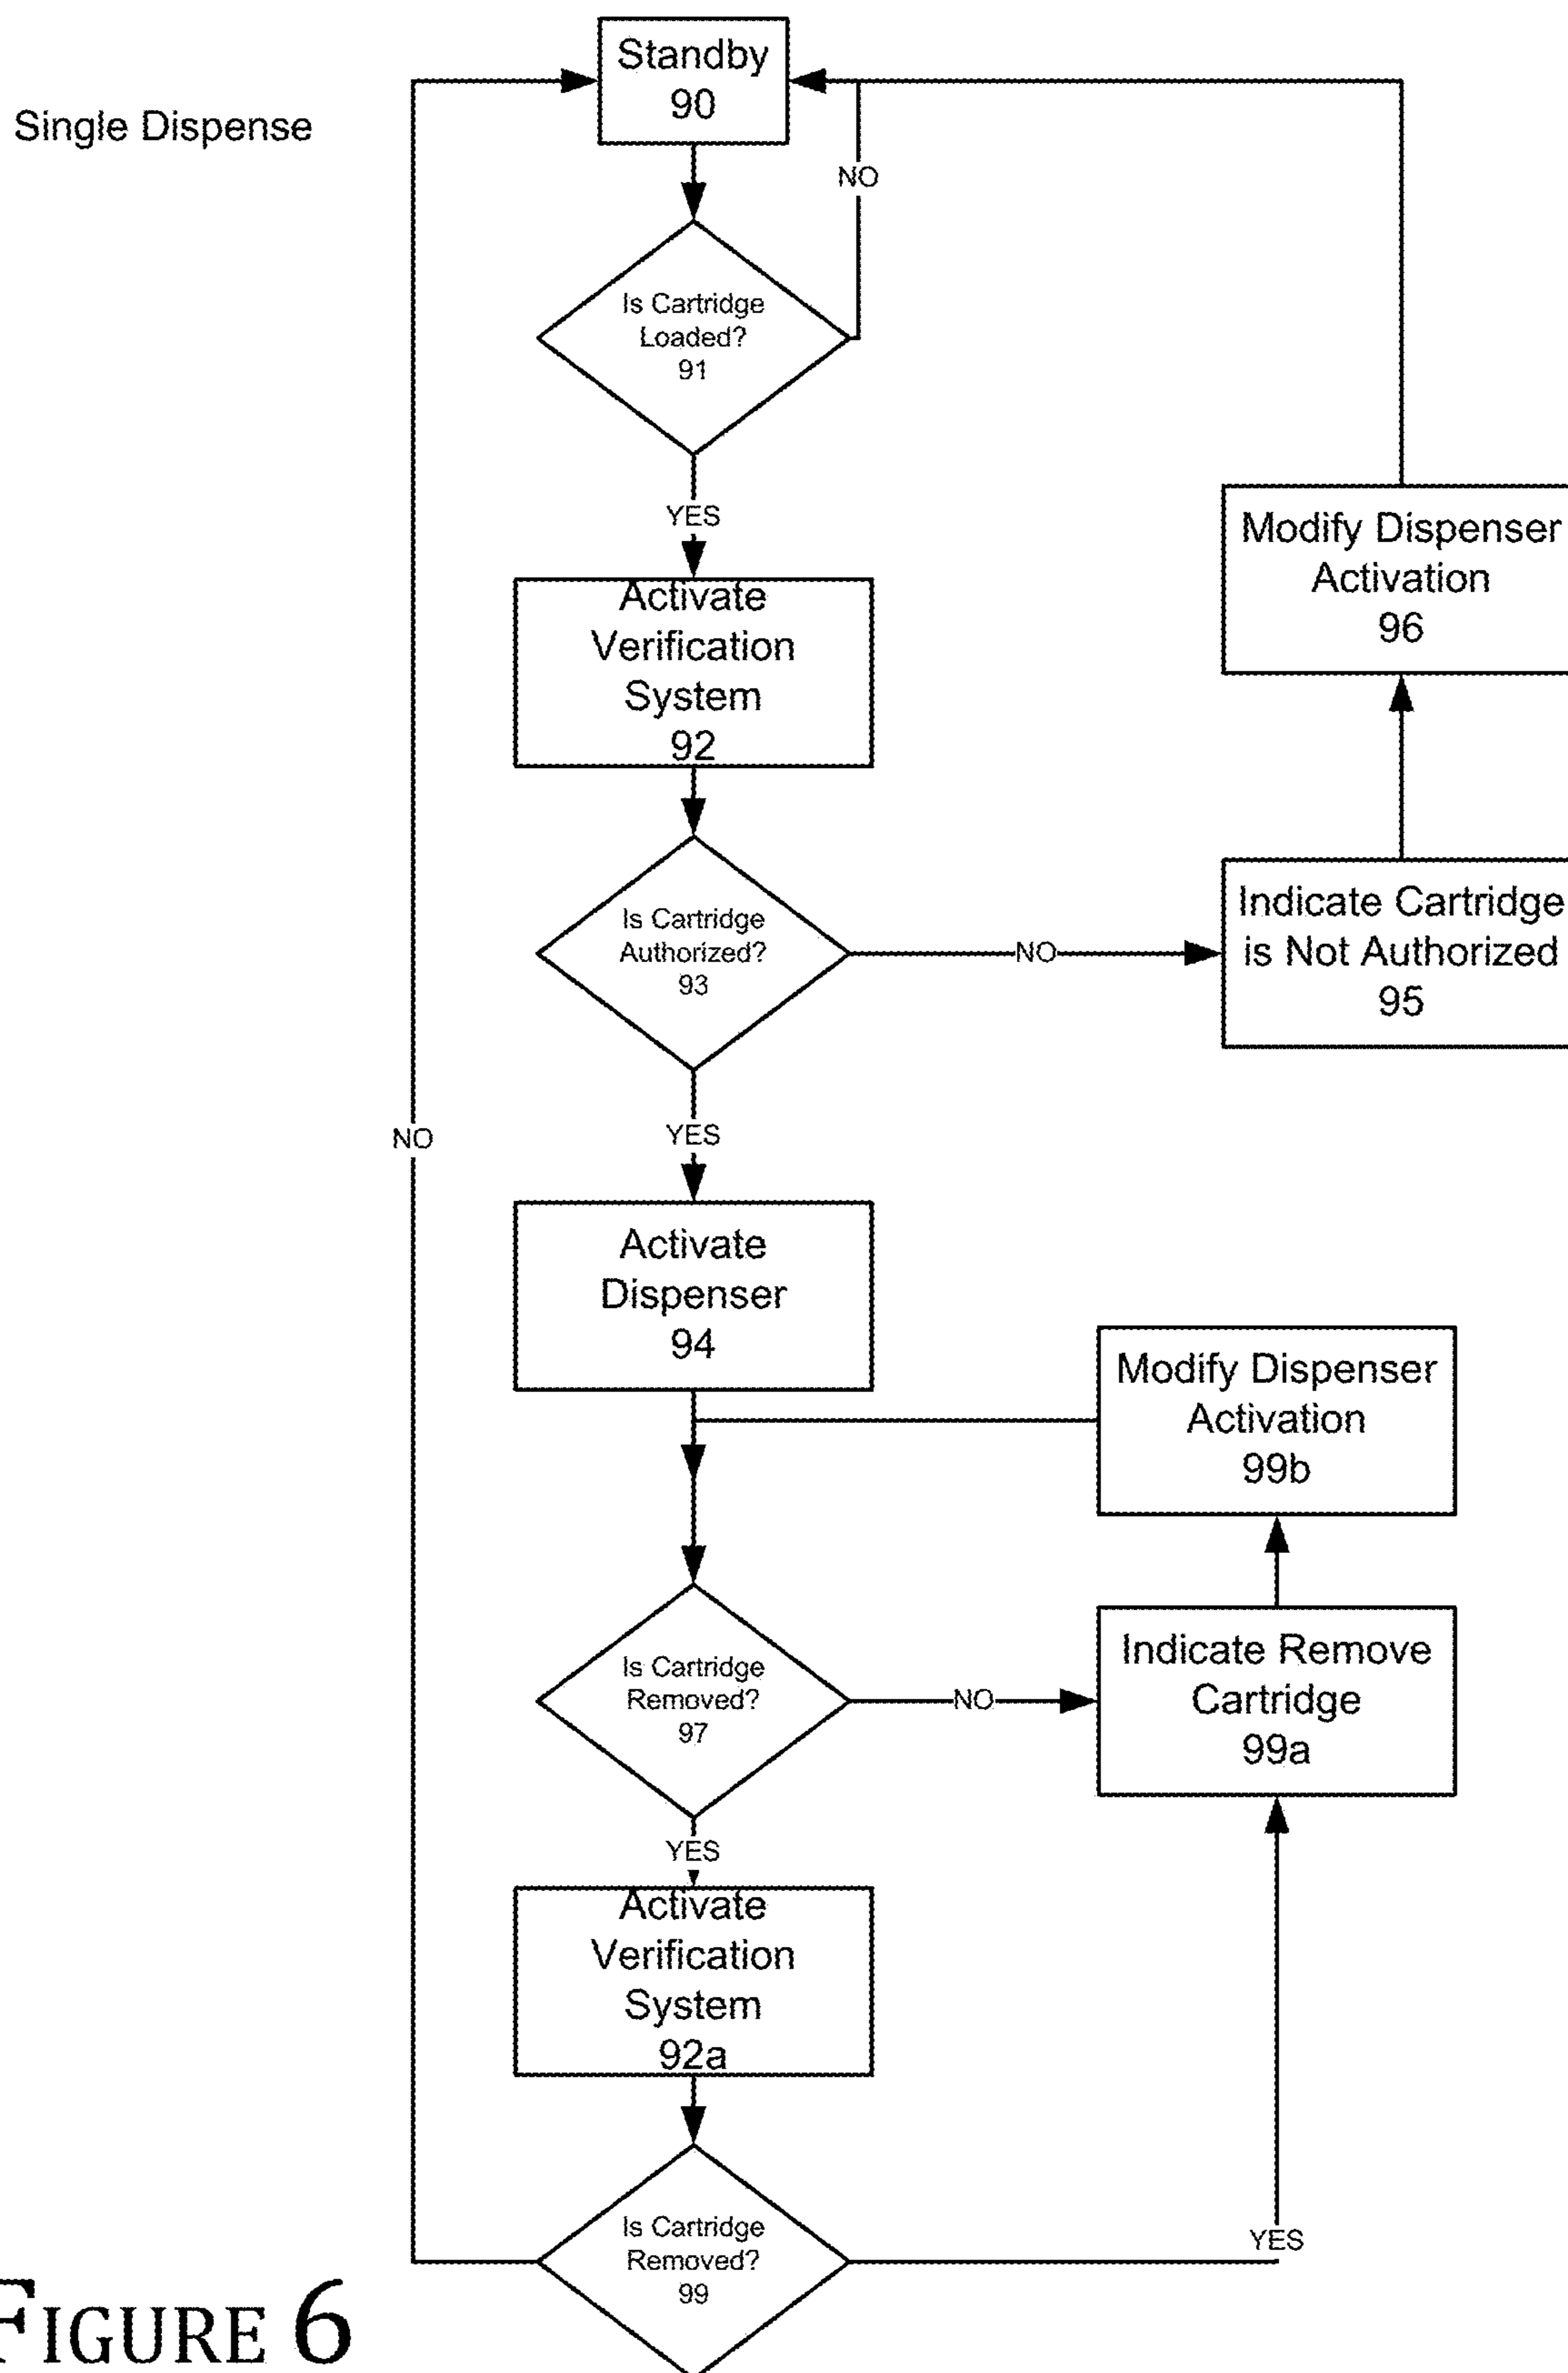 Single Dispense
Standby
90
NO
Is Cartridge
Loaded?
91
YES
Activate
Verification
System
92
Modify Dispenser
Activation
96
Is Cartridge
Authorized?
93
NO
Indicate Cartridge
is Not Authorized
95
NO
YES
Activate
Dispenser
94
Modify Dispenser
Activation
99b
Is Cartridge
Removed?
97
NO
Indicate Remove
Cartridge
99a
YES
Activate
Verification
System
92a
Is Cartridge
Removed?
99
YES
FIGURE 6